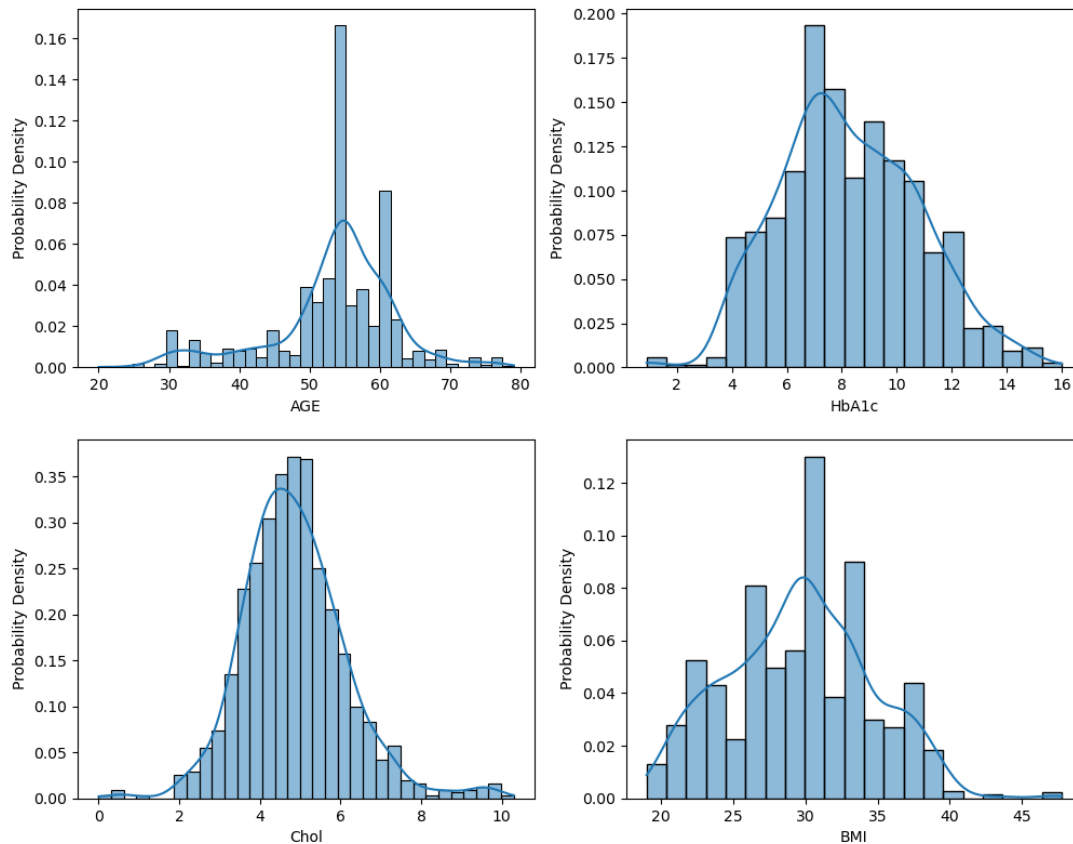 Probability Density
0.16
0.14
0.12
0.10
0.08
0.06
0.04
0.02
0.00
20 30 40 50 60 70 80
AGE
Probability Density
0.200
0.175
0.150
0.125
0.100
0.075
0.050
0.025
0.000
2 4 6 8 10 12 14 16
HbA1c
Probability Density
0.35
0.30
0.25
0.20
0.15
0.10
0.05
0.00
0 2 4 6 8 10
Chol
Probability Density
0.12
0.10
0.08
0.06
0.04
0.02
0.00
20 25 30 35 40 45
BMI